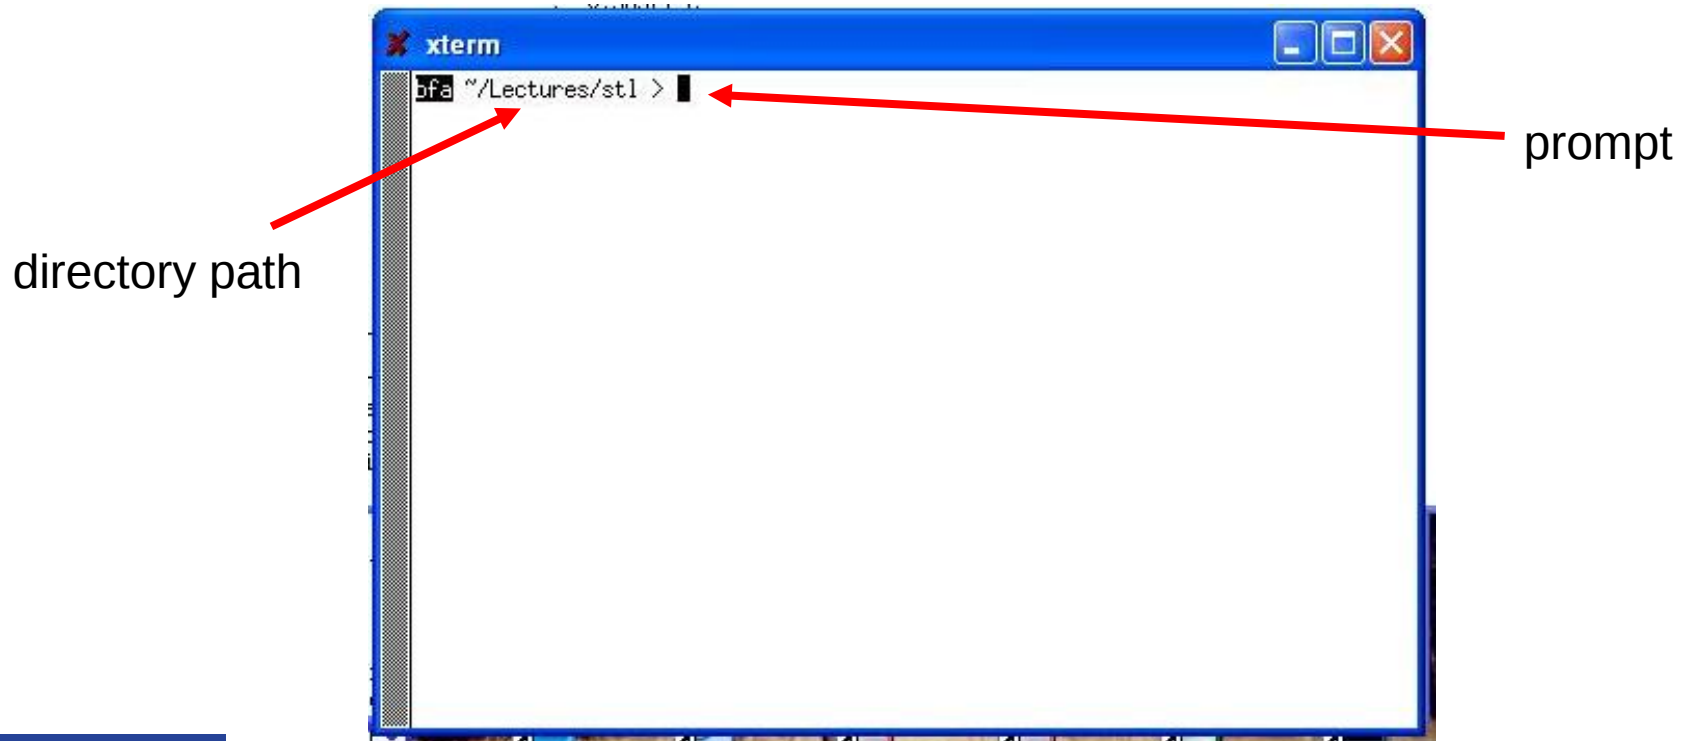 xterm
bfa ~/Lectures/stl >
prompt
directory path